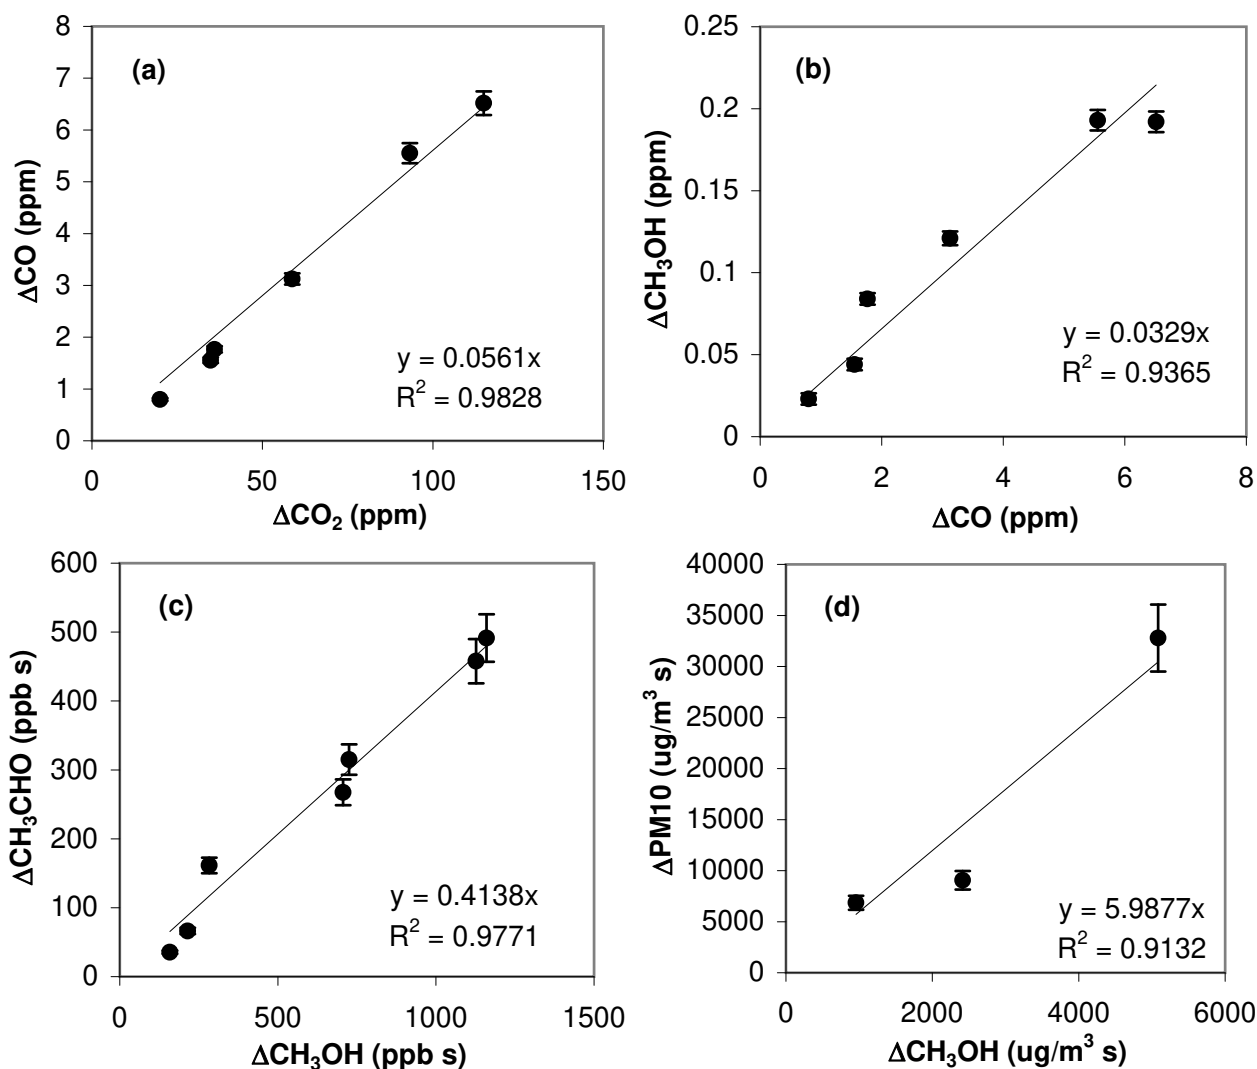 (a)
8
7
6
5
4
3
2
1
0
ΔCO (ppm)
y = 0.0561x
R² = 0.9828
0 50 100 150
ΔCO₂ (ppm)
(b)
0.25
0.2
0.15
0.1
0.05
0
ΔCH₃OH (ppm)
y = 0.0329x
R² = 0.9365
0 2 4 6 8
ΔCO (ppm)
(c)
600
500
400
300
200
100
0
ΔCH₃CHO (ppb s)
y = 0.4138x
R² = 0.9771
0 500 1000 1500
ΔCH₃OH (ppb s)
(d)
40000
35000
30000
25000
20000
15000
10000
5000
0
ΔPM10 (ug/m³ s)
y = 5.9877x
R² = 0.9132
0 2000 4000 6000
ΔCH₃OH (ug/m³ s)